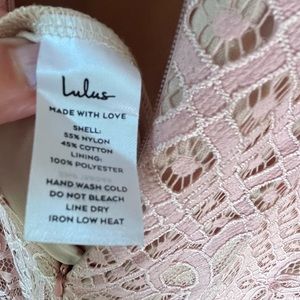 Lulus
MADE WITH LOVE
SHELL:
55% NYLON
45% COTTON
LINING:
100% POLYESTER
HAND WASH COLD
DO NOT BLEACH
LINE DRY
IRON LOW HEAT